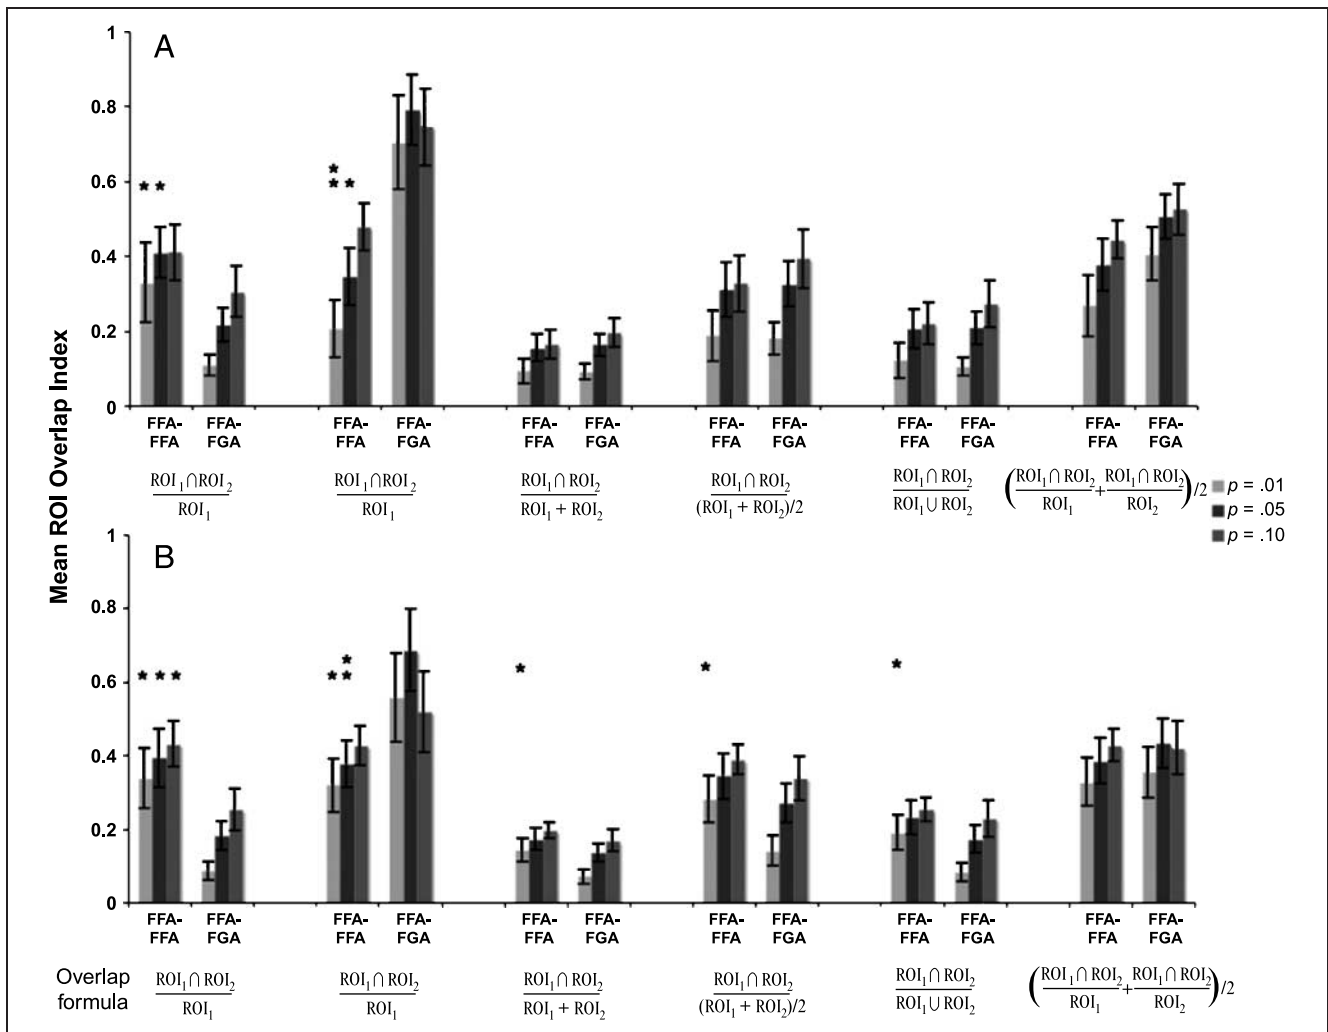 Mean ROI Overlap Index
A
1
0.8
0.6
0.4
0.2
0
* *
* * *
FFA-FFA FFA-FGA FFA-FFA FFA-FGA FFA-FFA FFA-FGA FFA-FFA FFA-FGA FFA-FFA FFA-FGA FFA-FFA FFA-FGA
ROI1∩ROI2 / ROI1
ROI1∩ROI2 / ROI1
ROI1∩ROI2 / ROI1 + ROI2
ROI1∩ROI2 / (ROI1 + ROI2)/2
ROI1∩ROI2 / ROI1∪ROI2
(ROI1∩ROI2 / ROI1 + ROI1∩ROI2 / ROI2)/2
p = .01
p = .05
p = .10
B
1
0.8
0.6
0.4
0.2
0
* * *
* * *
*
*
*
FFA-FFA FFA-FGA FFA-FFA FFA-FGA FFA-FFA FFA-FGA FFA-FFA FFA-FGA FFA-FFA FFA-FGA FFA-FFA FFA-FGA
Overlap
formula
ROI1∩ROI2 / ROI1
ROI1∩ROI2 / ROI1
ROI1∩ROI2 / ROI1 + ROI2
ROI1∩ROI2 / (ROI1 + ROI2)/2
ROI1∩ROI2 / ROI1∪ROI2
(ROI1∩ROI2 / ROI1 + ROI1∩ROI2 / ROI2)/2